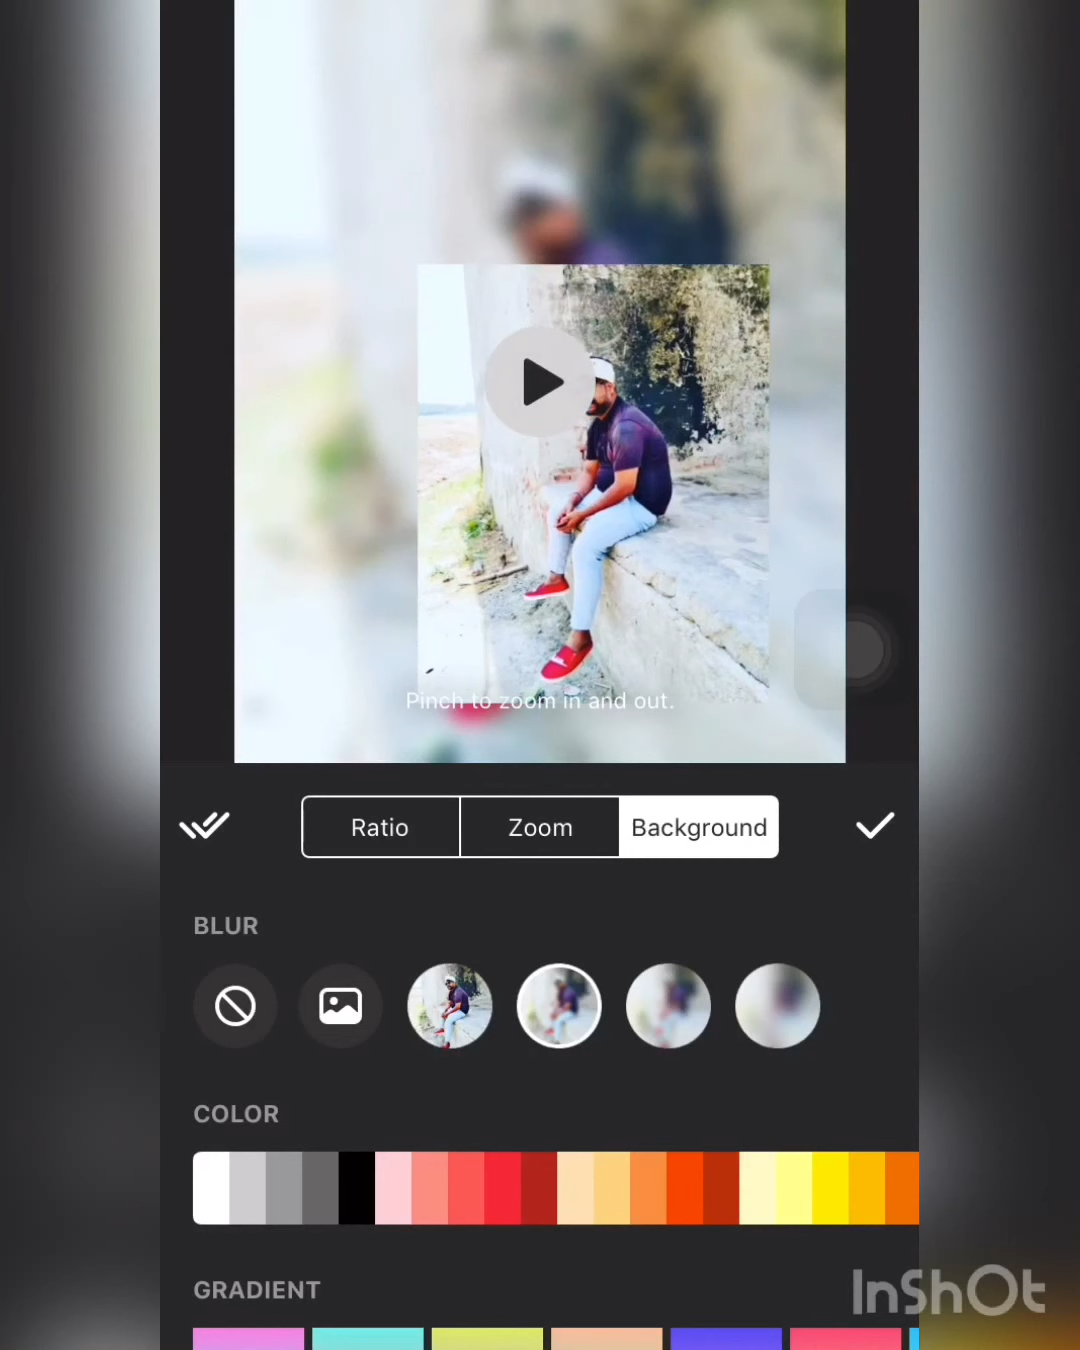 Pinch to zoom in and out.
Ratio Zoom Background
BLUR
COLOR
GRADIENT
InShOt